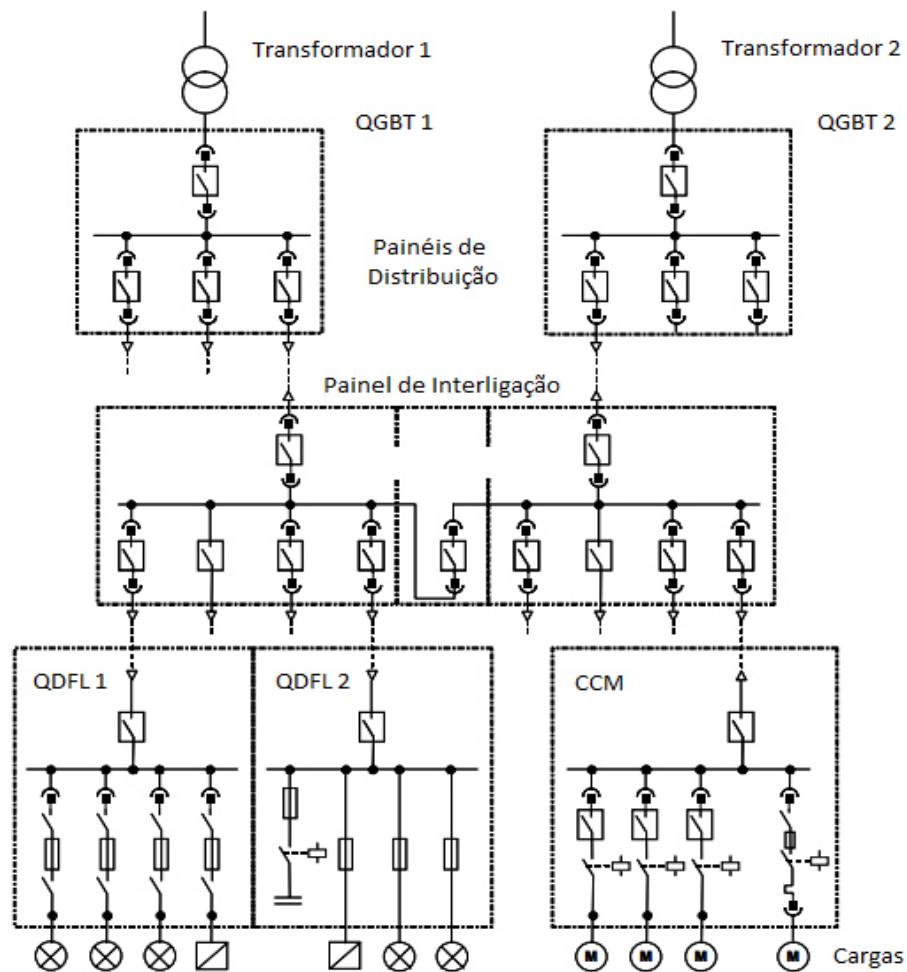 Transformador 1
Transformador 2
QGBT 1
QGBT 2
Painéis de
Distribuição
Painel de Interligação
QDFL 1
QDFL 2
CCM
M
M
M
M
Cargas